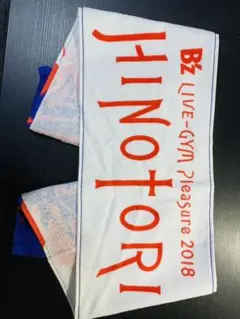 B'z LIVE-GYM Pleasure 2018
HINOTORI